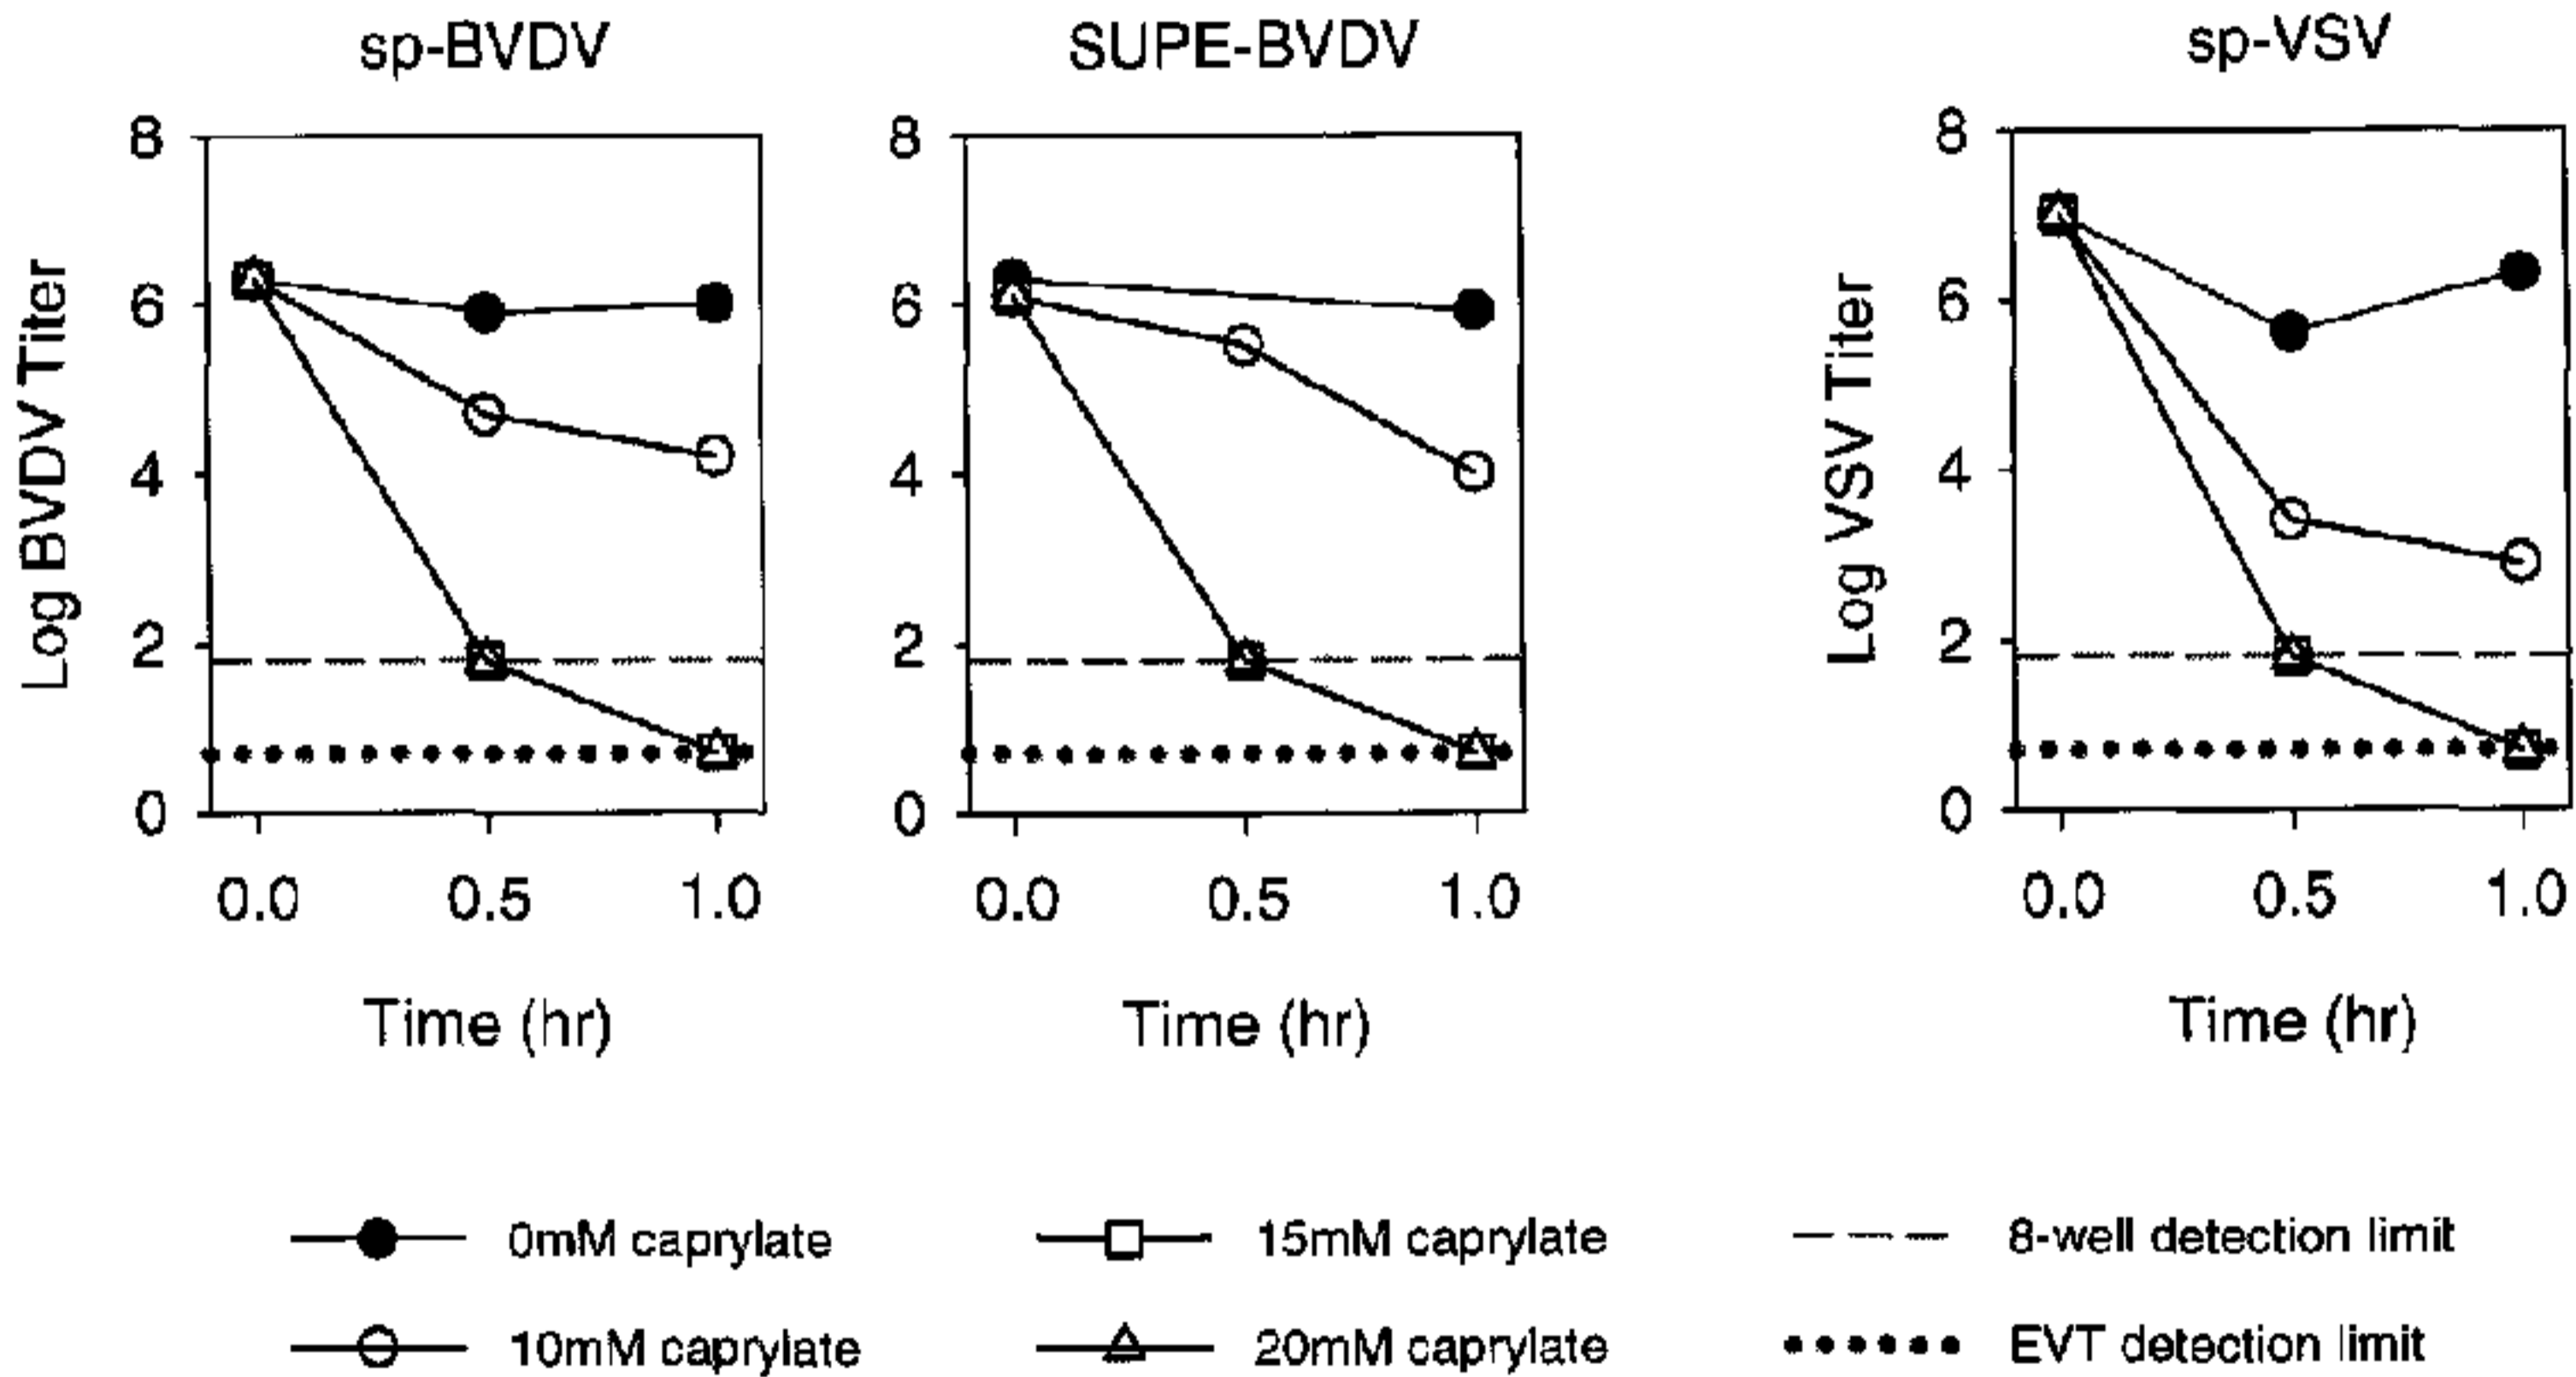 sp-BVDV
SUPE-BVDV
sp-VSV
Log BVDV Titer
8
6
4
2
0
0.0 0.5 1.0
Time (hr)
8
6
4
2
0
0.0 0.5 1.0
Time (hr)
Log VSV Titer
8
6
4
2
0
0.0 0.5 1.0
Time (hr)
0mM caprylate
15mM caprylate
8-well detection limit
10mM caprylate
20mM caprylate
EVT detection limit